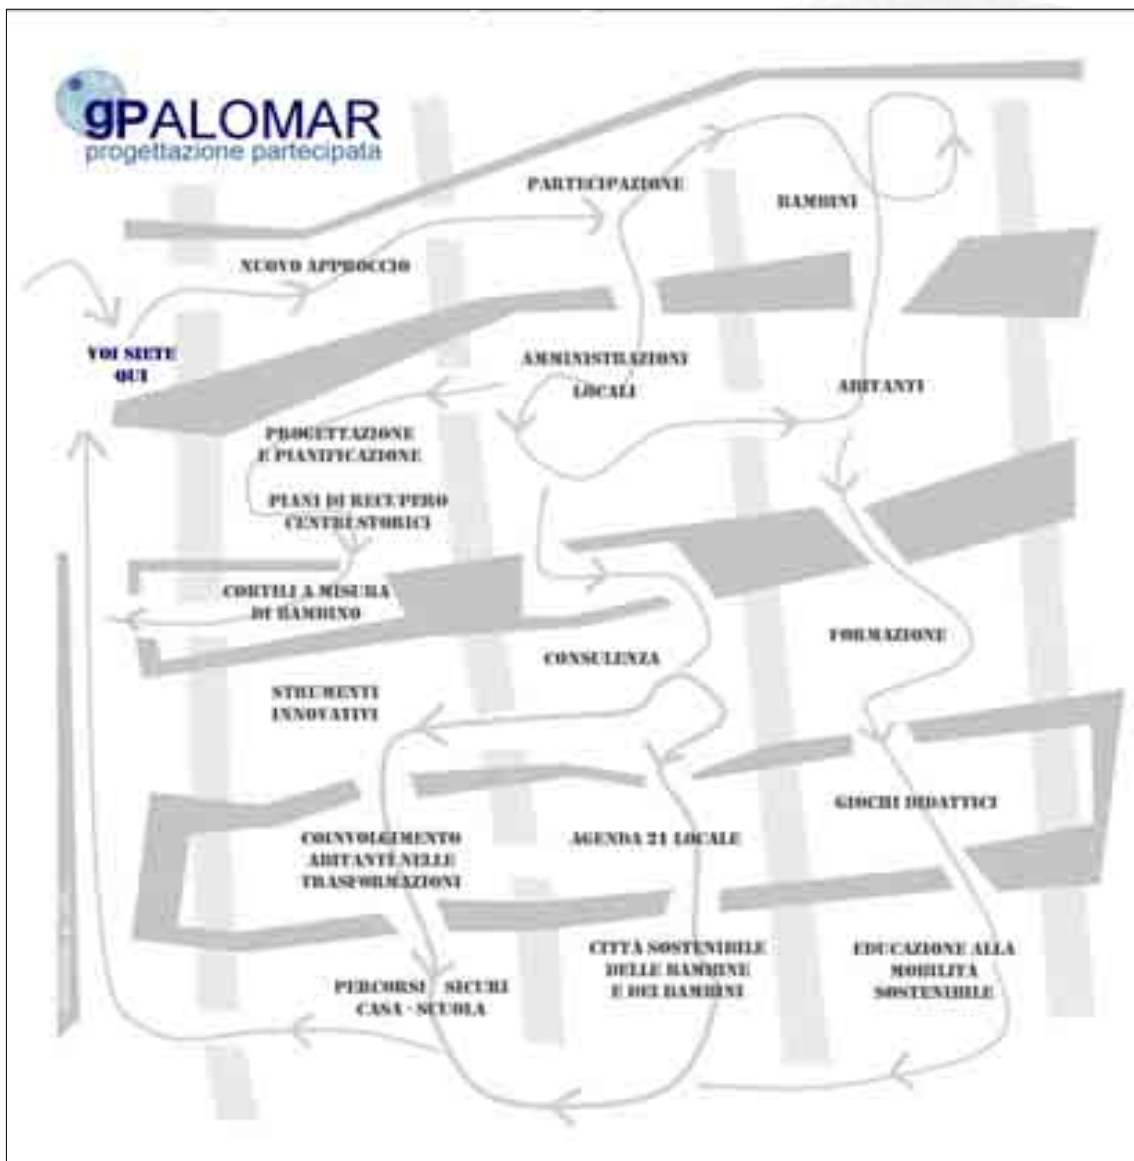 gPALOMAR
progettazione partecipata
PARTECIPAZIONE
BAMBINI
NUOVO APPROCCIO
VOI SIETE
QUI
AMMINISTRAZIONI
LOCALI
ABITANTI
PROGETTAZIONE
E PIANIFICAZIONE
PIANI DI RECUPERO
CENTRI STORICI
CORTILI A MISURA
DI BAMBINO
FORMAZIONE
CONSULENZA
STRUMENTI
INNOVATIVI
GIOCHI DIDATTICI
COINVOLGIMENTO
ABITANTI NELLE
TRASFORMAZIONI
AGENDA 21 LOCALE
PERCORSI SICURI
CASA - SCUOLA
CITTÀ SOSTENIBILE
DELLE BAMBINE
E DEI BAMBINI
EDUCAZIONE ALLA
MOBILITÀ
SOSTENIBILE